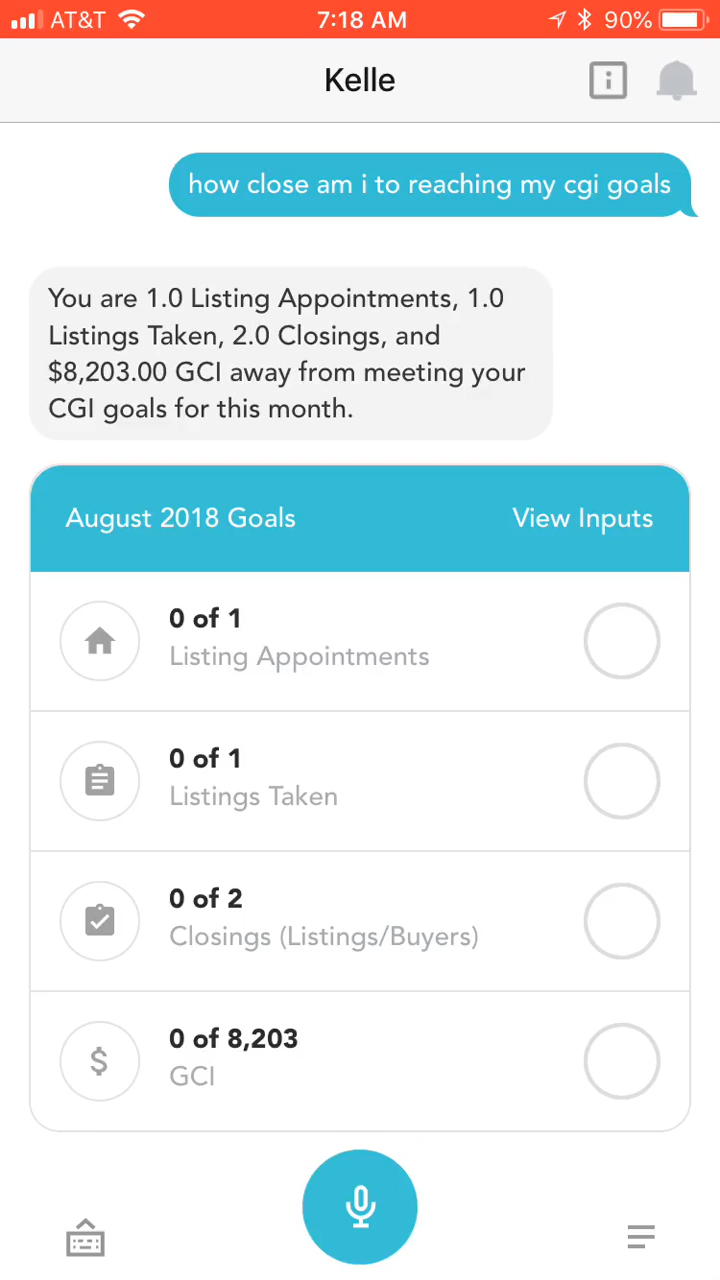 AT&T 7:18 AM 90%
Kelle
how close am i to reaching my cgi goals
You are 1.0 Listing Appointments, 1.0
Listings Taken, 2.0 Closings, and
$8,203.00 GCI away from meeting your
CGI goals for this month.
August 2018 Goals View Inputs
0 of 1
Listing Appointments
0 of 1
Listings Taken
0 of 2
Closings (Listings/Buyers)
$
0 of 8,203
GCI